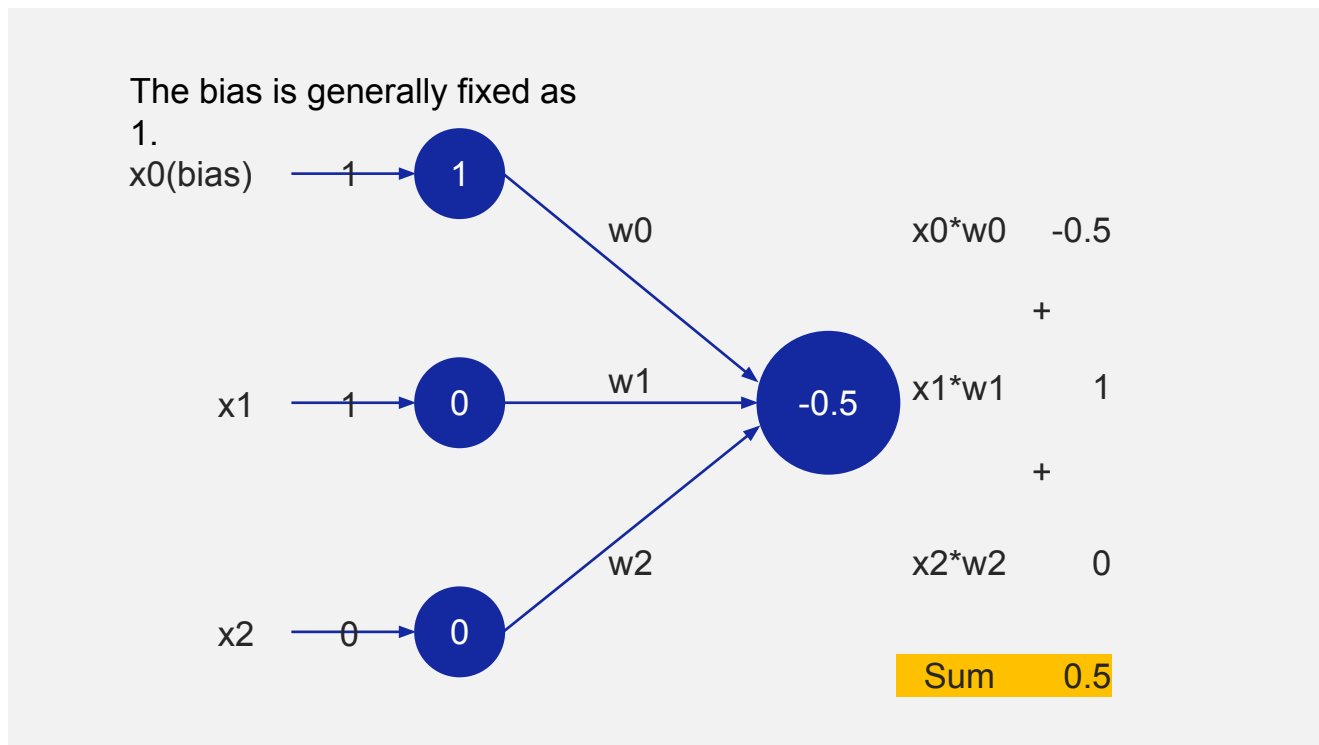 The bias is generally fixed as
1.
x0(bias) 1 1
w0 x0*w0 -0.5
+
x1 1 0 w1 -0.5 x1*w1 1
+
w2 x2*w2 0
x2 0 0
Sum 0.5